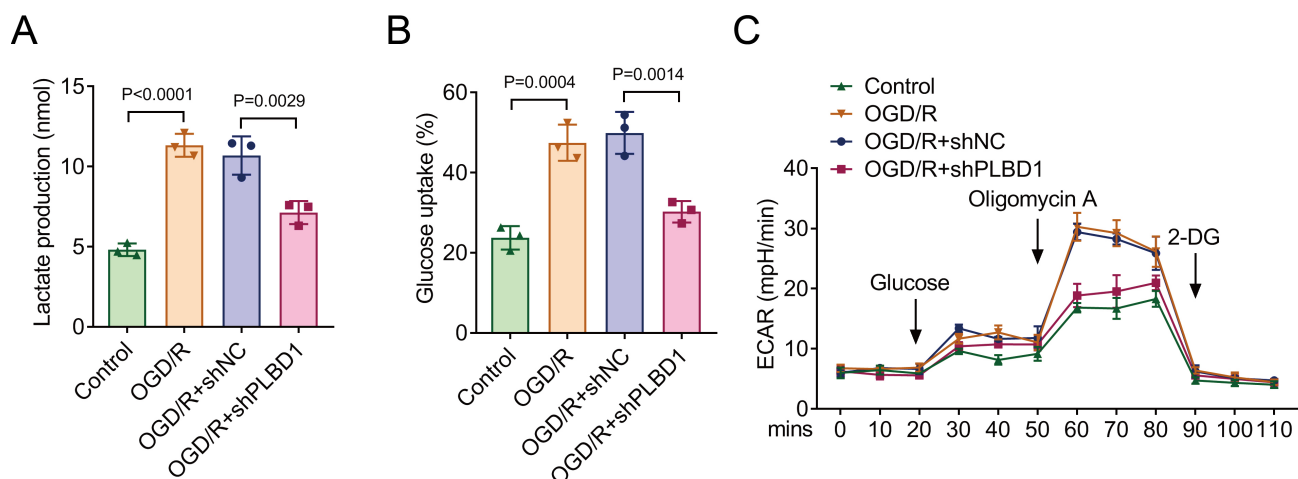 A
Lactate production (nmol)
15
10
5
0
P<0.0001
P=0.0029
Control
OGD/R
OGD/R+shNC
OGD/R+shPLBD1
B
Glucose uptake (%)
60
40
20
0
P=0.0004
P=0.0014
Control
OGD/R
OGD/R+shNC
OGD/R+shPLBD1
C
Control
OGD/R
OGD/R+shNC
OGD/R+shPLBD1
ECAR (mpH/min)
40
30
20
10
0
Glucose
Oligomycin A
2-DG
mins 0 10 20 30 40 50 60 70 80 90 100 110